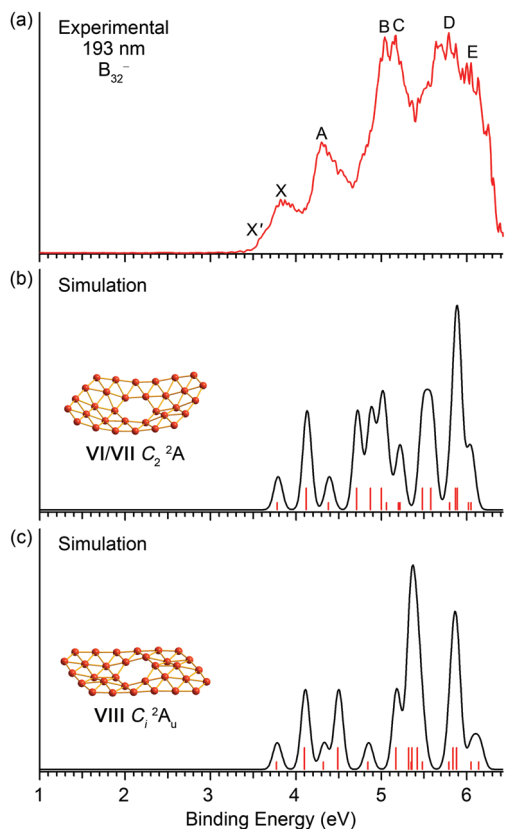 (a)
Experimental
193 nm
B₃₂⁻
X′
X
A
B
C
D
E
(b)
Simulation
VI/VII C₂ ²A
(c)
Simulation
VIII Cᵢ ²Aᵤ
1 2 3 4 5 6
Binding Energy (eV)